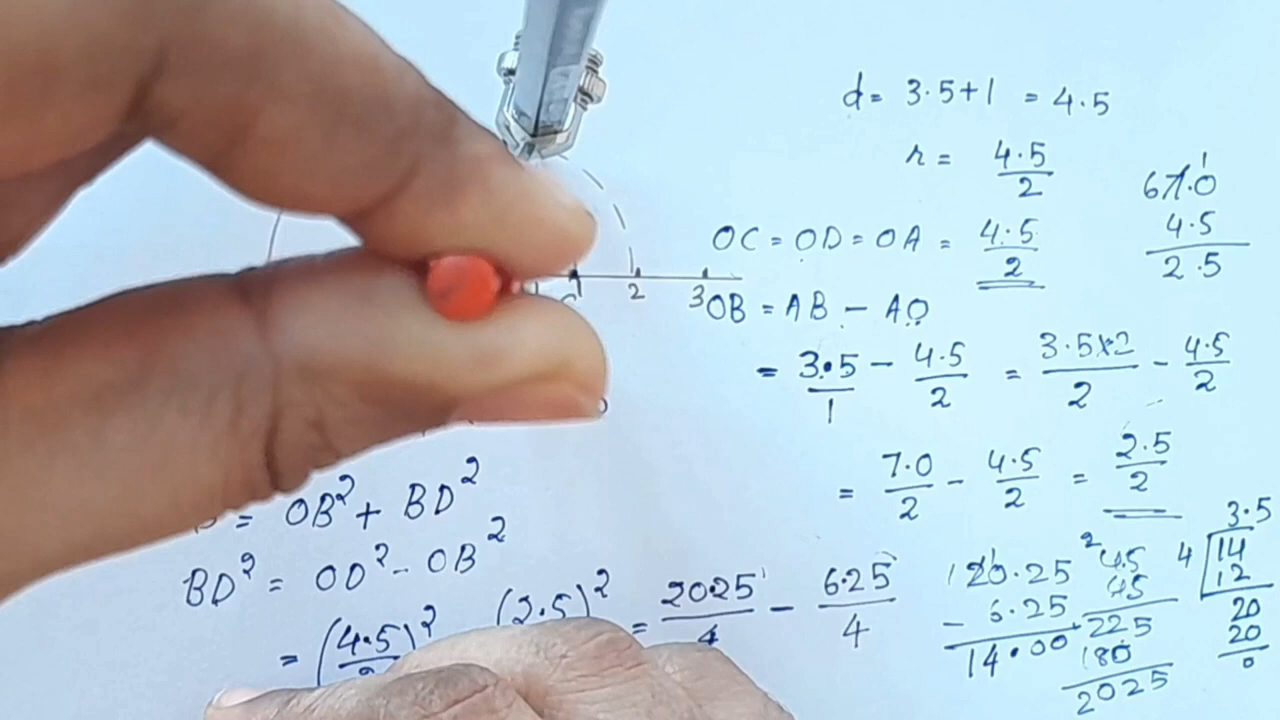 d = 3.5+1 = 4.5
r = 4.5/2
OC = OD = OA = 4.5/2
67.0
4.5
2.5
2 3
OB = AB - AO
= 3.5/1 - 4.5/2 = 3.5x2/2 - 4.5/2
= 7.0/2 - 4.5/2 = 2.5/2
= OB² + BD²
BD² = OD² - OB²
= (4.5/2)² (2.5)² = 20.25/4 - 6.25/4
20.25
- 6.25
14.00
45
45
225
180
2025
3.5
4 14
12
20
20
0